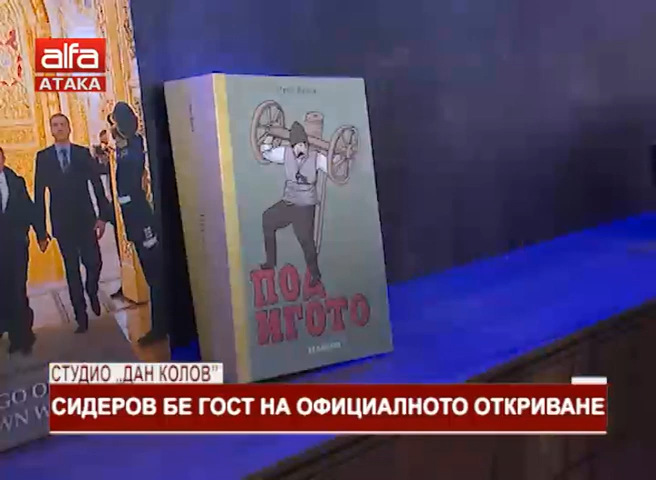 alfa
АТАКА
ПОД
ИГОТО
СТУДИО „ДАН КОЛОВ”
СИДЕРОВ БЕ ГОСТ НА ОФИЦИАЛНОТО ОТКРИВАНЕ